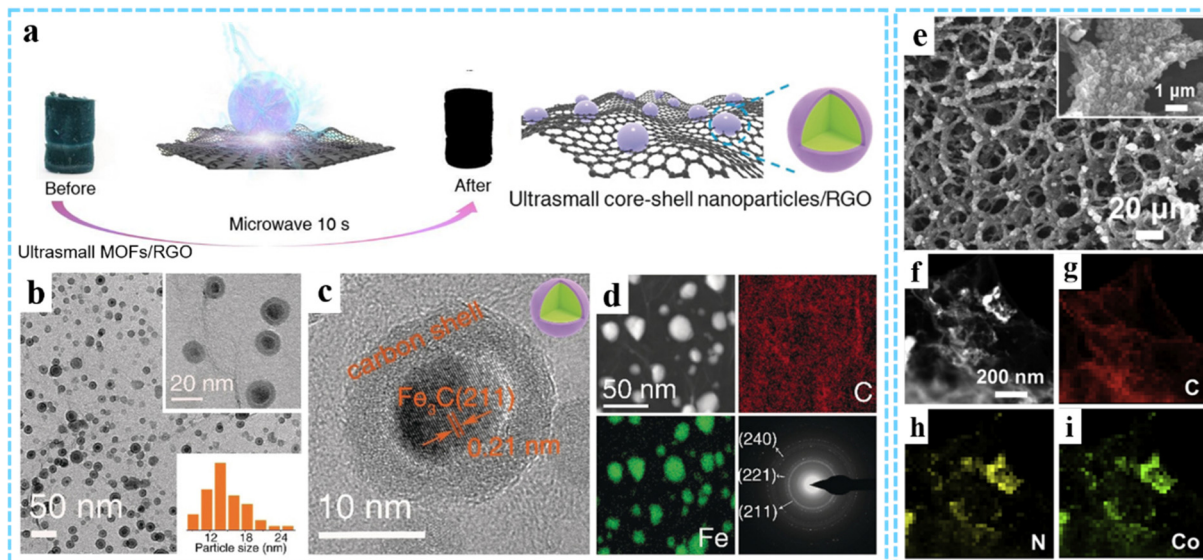 a
Before
After
Microwave 10 s
Ultrasmall MOFs/RGO
Ultrasmall core-shell nanoparticles/RGO
b
20 nm
50 nm
12 18 24
Particle size (nm)
c
carbon shell
Fe3C(211)
0.21 nm
10 nm
d
50 nm
C
Fe
(240)
(221)
(211)
e
1 μm
20 μm
f
200 nm
g
C
h
N
i
Co